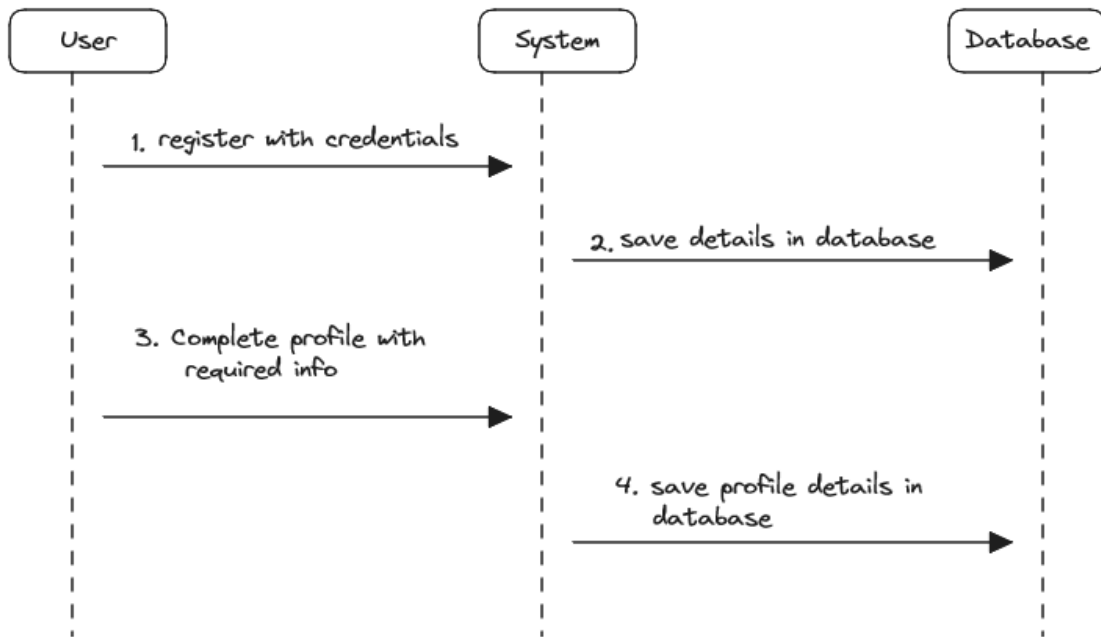 User
System
Database
1. register with credentials
2. save details in database
3. Complete profile with
required info
4. save profile details in
database